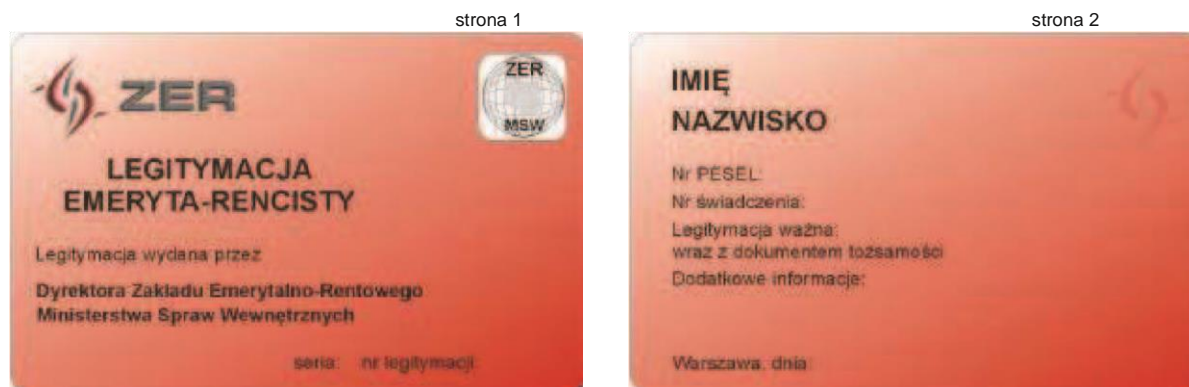 strona 1
ZER
ZER
MSW
LEGITYMACJA
EMERYTA-RENCISTY
Legitymacja wydana przez
Dyrektora Zakładu Emerytalno-Rentowego
Ministerstwa Spraw Wewnętrznych
seria: nr legitymacji:
strona 2
IMIĘ
NAZWISKO
Nr PESEL:
Nr świadczenia:
Legitymacja ważna:
wraz z dokumentem tożsamości
Dodatkowe informacje:
Warszawa, dnia: